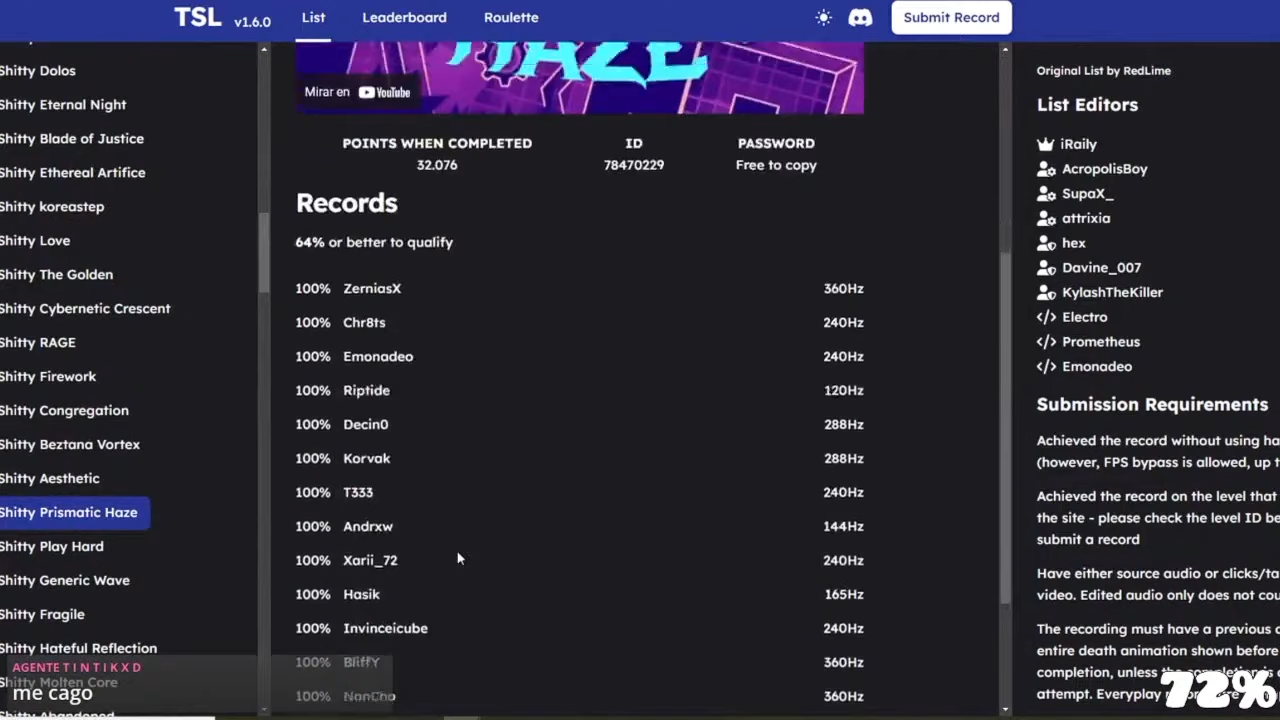 TSL v1.6.0 List Leaderboard Roulette Submit Record
Shitty Dolos
Shitty Eternal Night
Shitty Blade of Justice
Shitty Ethereal Artifice
Shitty koreastep
Shitty Love
Shitty The Golden
Shitty Cybernetic Crescent
Shitty RAGE
Shitty Firework
Shitty Congregation
Shitty Beztana Vortex
Shitty Aesthetic
Shitty Prismatic Haze
Shitty Play Hard
Shitty Generic Wave
Shitty Fragile
Shitty Hateful Reflection
Shitty Molten Core
Shitty Abandoned
AGENTE T I N T I K X D
me cago
HAZE
Mirar en YouTube
POINTS WHEN COMPLETED ID PASSWORD
32.076 78470229 Free to copy
Records
64% or better to qualify
100% ZerniasX 360Hz
100% Chr8ts 240Hz
100% Emonadeo 240Hz
100% Riptide 120Hz
100% Decin0 288Hz
100% Korvak 288Hz
100% T333 240Hz
100% Andrxw 144Hz
100% Xarii_72 240Hz
100% Hasik 165Hz
100% Invinceicube 240Hz
100% BliffY 360Hz
100% NanCha 360Hz
Original List by RedLime
List Editors
iRaily
AcropolisBoy
SupaX_
attrixia
hex
Davine_007
KylashTheKiller
Electro
Prometheus
Emonadeo
Submission Requirements
Achieved the record without using ha
(however, FPS bypass is allowed, up t
Achieved the record on the level that
the site - please check the level ID be
submit a record
Have either source audio or clicks/ta
video. Edited audio only does not cou
The recording must have a previous
entire death animation shown before
completion, unless the completion is
attempt. Everyplay
72%